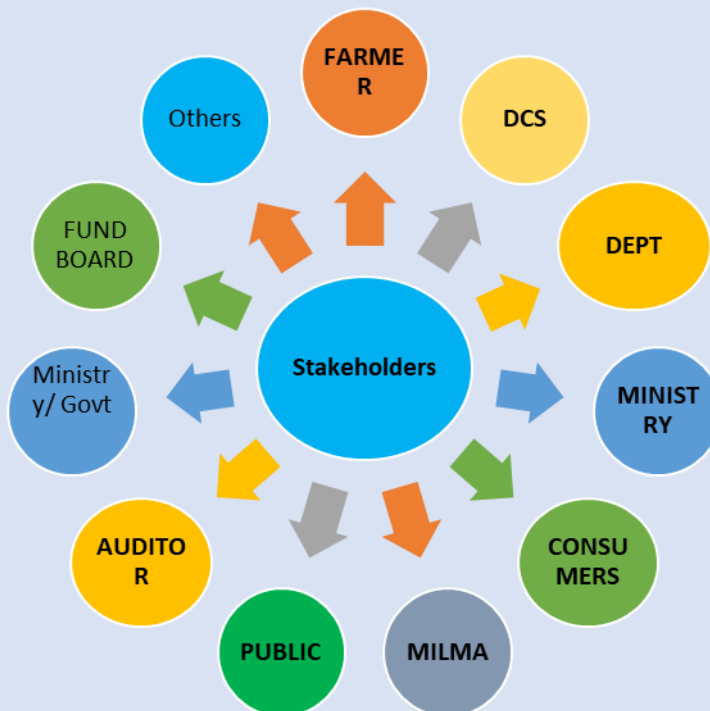 FARME
R
DCS
DEPT
MINIST
RY
CONSU
MERS
MILMA
PUBLIC
AUDITO
R
Ministr
y/ Govt
FUND
BOARD
Others
Stakeholders